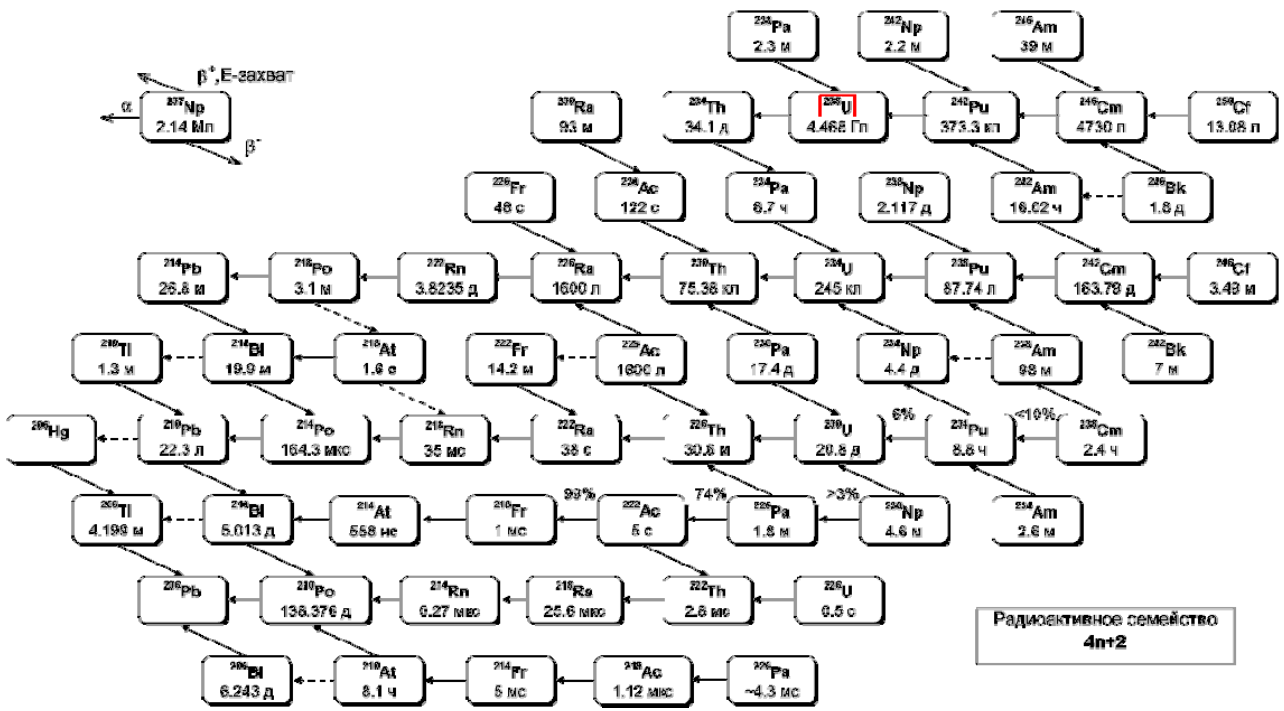 β⁺,Е-захват
α
²³⁷Np
2.14 Мл
β⁻
²³⁴Pa
2.3 м
²⁴²Np
2.2 м
²⁴⁶Am
39 м
²³⁰Ra
93 м
²³⁴Th
34.1 д
²³⁸U
4.468 Гл
²⁴²Pu
373.3 кл
²⁴⁶Cm
4730 л
²⁵⁰Cf
13.08 л
²²⁶Fr
48 с
²³⁰Ac
122 с
²³⁴Pa
6.7 ч
²³⁸Np
2.117 д
²⁴²Am
16.02 ч
²⁴⁶Bk
1.8 д
²¹⁴Pb
26.8 м
²¹⁸Po
3.1 м
²²²Rn
3.8235 д
²²⁶Ra
1600 л
²³⁰Th
75.38 кл
²³⁴U
245 кл
²³⁸Pu
87.74 л
²⁴²Cm
163.79 д
²⁴⁶Cf
3.49 м
²¹⁰Tl
1.3 м
²¹⁴Bi
19.9 м
²¹⁸At
1.6 с
²²²Fr
14.2 м
Ac
1600 л
²³⁰Pa
17.4 д
²³⁴Np
4.4 д
²³⁸Am
98 м
²⁴²Bk
7 м
6%
<10%
²⁰⁶Hg
²¹⁰Pb
22.3 л
²¹⁴Po
164.3 мкс
²¹⁸Rn
35 мс
²²²Ra
38 с
²²⁶Th
30.6 м
²³⁰U
20.8 д
²³⁴Pu
8.8 ч
²³⁸Cm
2.4 ч
99%
74%
>3%
²⁰⁶Tl
4.199 м
²¹⁰Bi
5.013 д
²¹⁴At
558 нс
²¹⁸Fr
1 мс
²²²Ac
5 с
²²⁶Pa
1.8 м
²³⁰Np
4.6 м
²³⁴Am
2.6 м
²⁰⁶Pb
²¹⁰Po
138.376 д
²¹⁴Rn
0.27 мкс
²¹⁸Ra
25.6 мкс
²²²Th
2.8 мс
²²⁶U
0.5 с
Радиоактивное семейство
4n+2
²⁰⁶Bi
6.243 д
²¹⁰At
8.1 ч
²¹⁴Fr
5 мс
²¹⁸Ac
1.12 мкс
Pa
~4.3 мс